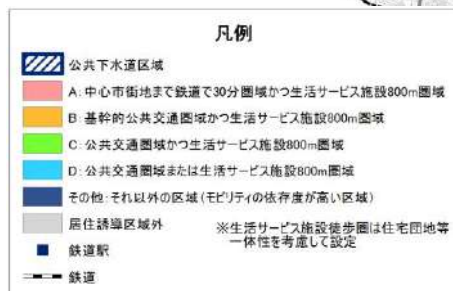 凡例
公共下水道区域
A:中心市街地まで鉄道で30分圏域かつ生活サービス施設800m圏域
B:基幹的公共交通圏域かつ生活サービス施設800m圏域
C:公共交通圏域かつ生活サービス施設800m圏域
D:公共交通圏域または生活サービス施設800m圏域
その他:それ以外の区域(モビリティの依存度が高い区域)
居住誘導区域外
※生活サービス施設徒歩圏は住宅団地等
一体性を考慮して設定
鉄道駅
鉄道